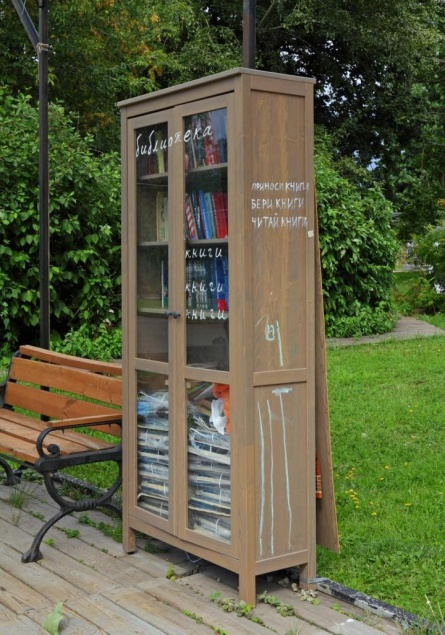 библиотека
книги
книги
книги
ПРИНОСИ КНИГИ
БЕРИ КНИГИ
ЧИТАЙ КНИГИ